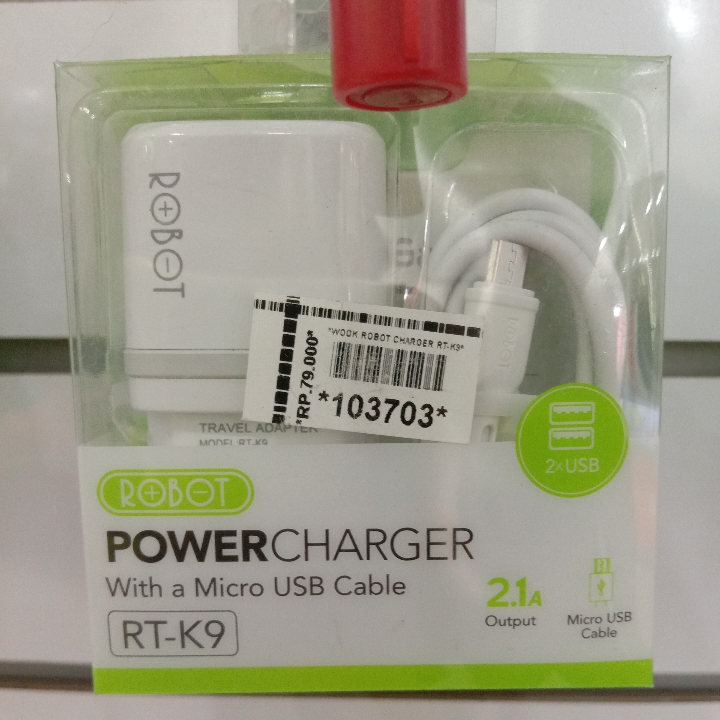 ROBOT
*WOOK ROBOT CHARGER RT-K9*
*RP.79.000*
*103703*
TRAVEL ADAPTER
MODEL RT-K9
2×USB
ROBOT
POWERCHARGER
With a Micro USB Cable
RT-K9
2.1A
Output
Micro USB
Cable